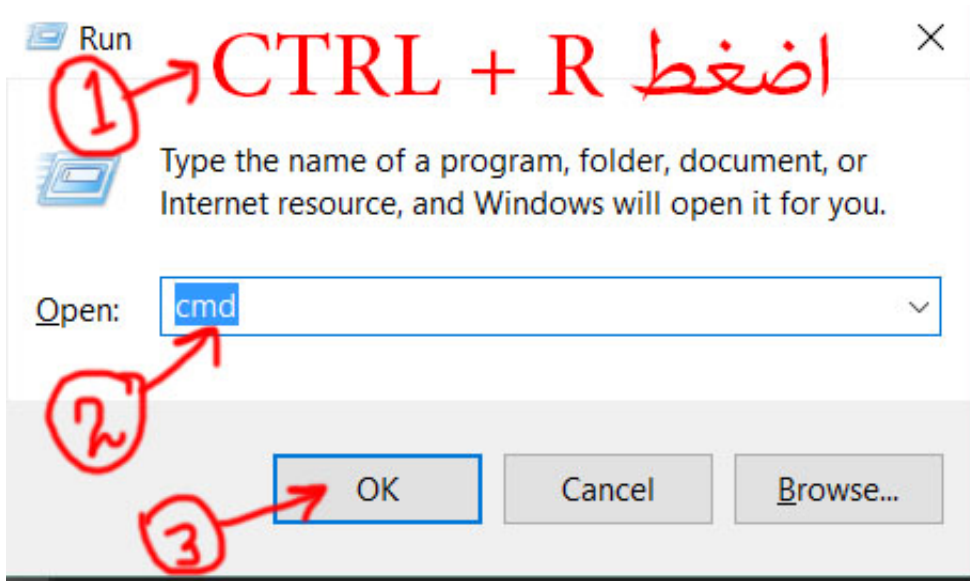 Run
1 CTRL + R اضغط
Type the name of a program, folder, document, or
Internet resource, and Windows will open it for you.
Open: cmd
2
3 OK Cancel Browse...